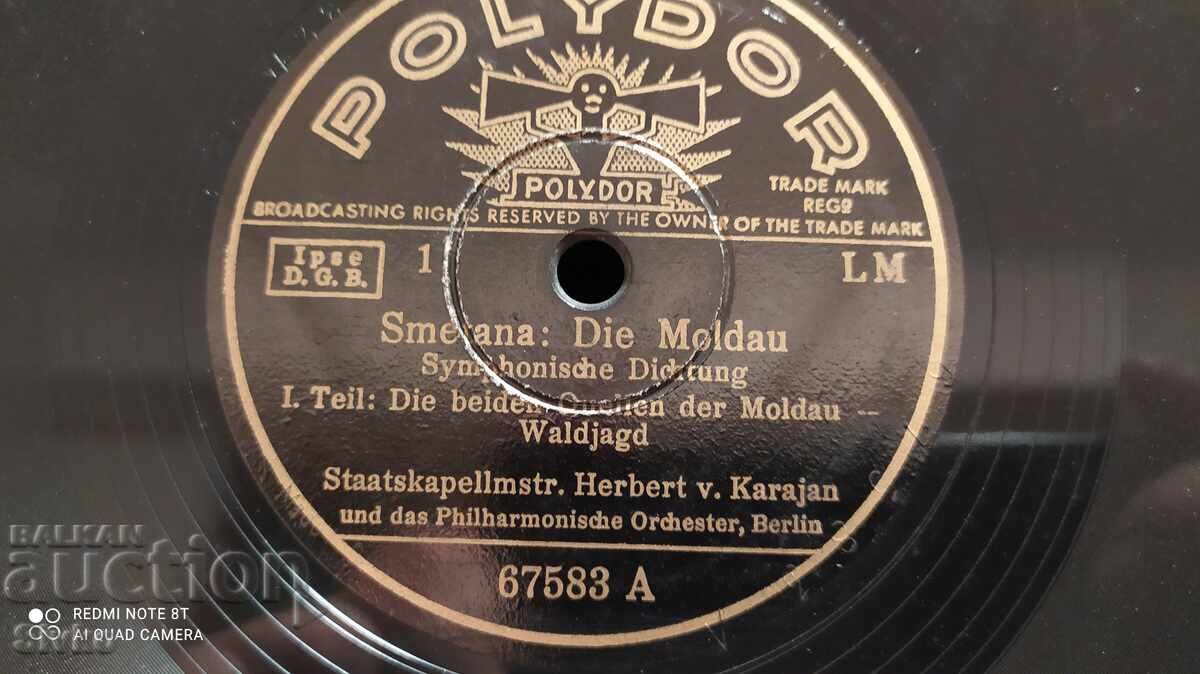 POLYDOR
POLYDOR
TRADE MARK
REGD
BROADCASTING RIGHTS RESERVED BY THE OWNER OF THE TRADE MARK
Ipse
D.G.B.
1
LM
Smetana: Die Moldau
Symphonische Dichtung
I. Teil: Die beiden Quellen der Moldau –
Waldjagd
Staatskapellmstr. Herbert v. Karajan
und das Philharmonische Orchester, Berlin
67583 A
BALKAN
auction
REDMI NOTE 8T
AI QUAD CAMERA